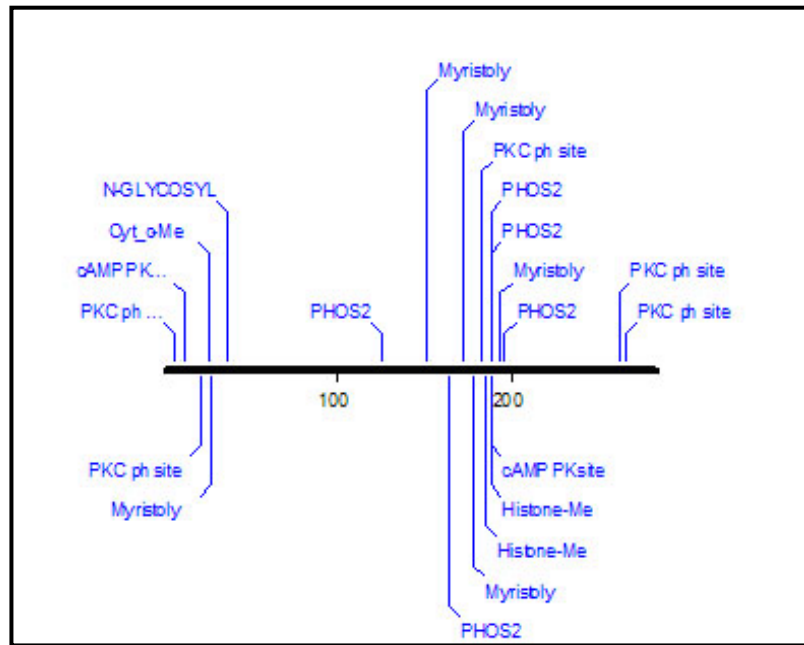 Myristoly
Myristoly
PKC ph site
N-GLYCOSYL
PHOS2
Cyt_c-Me
PHOS2
cAMP PK...
Myristoly
PKC ph site
PKC ph ...
PHOS2
PHOS2
PKC ph site
100
200
PKC ph site
cAMP PKsite
Myristoly
Histone-Me
Histone-Me
Myristoly
PHOS2